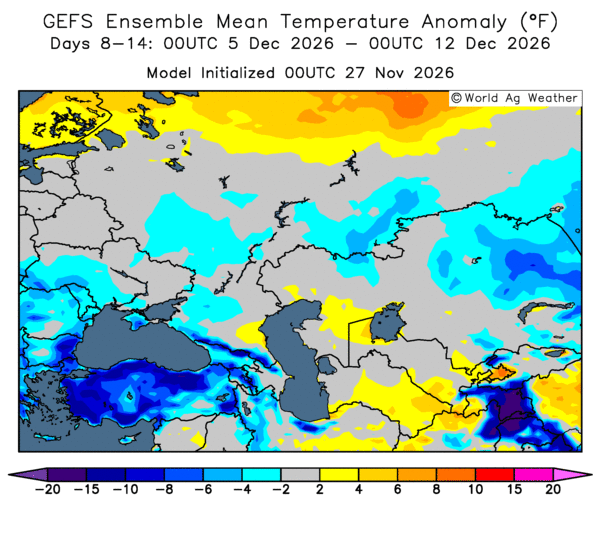 GEFS Ensemble Mean Temperature Anomaly (°F)
Days 8–14: 00UTC 5 Dec 2026 – 00UTC 12 Dec 2026
Model Initialized 00UTC 27 Nov 2026
©World Ag Weather
−20 −15 −10 −8 −6 −4 −2 2 4 6 8 10 15 20